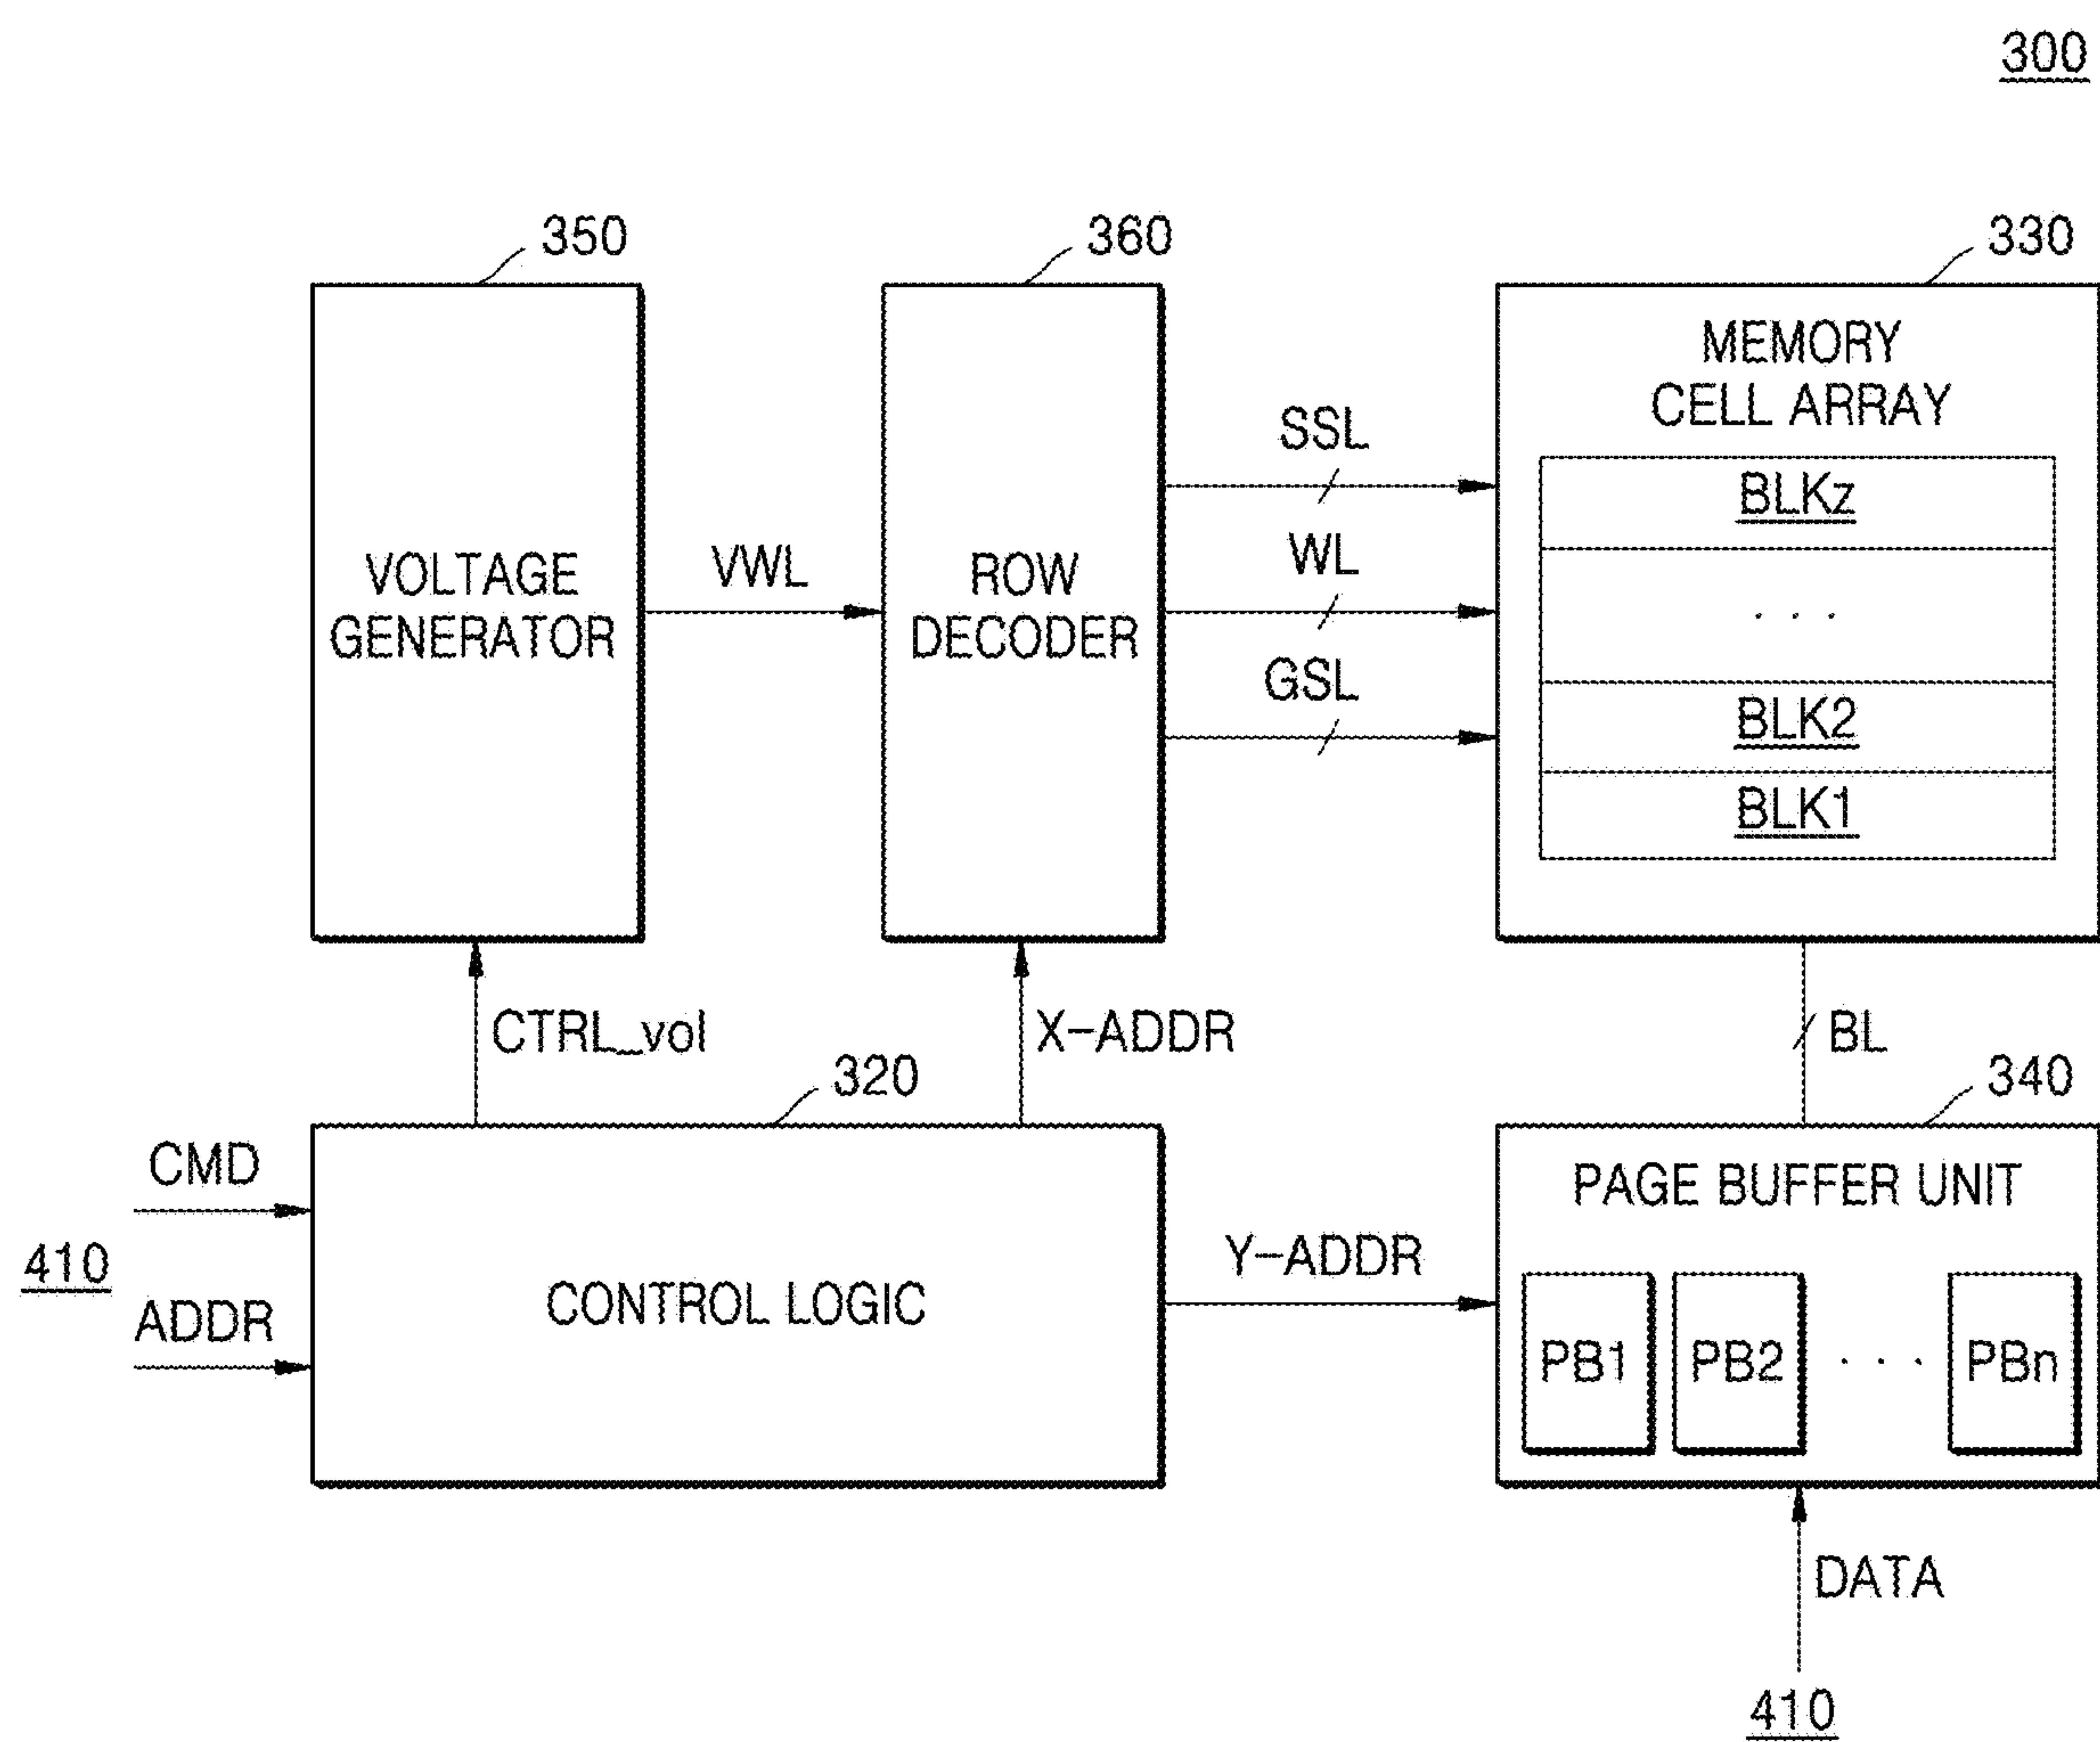 300
350
360
330
VOLTAGE
GENERATOR
VWL
ROW
DECODER
SSL
WL
GSL
MEMORY
CELL ARRAY
BLKz
. . .
BLK2
BLK1
CTRL_vol
X-ADDR
BL
320
340
CMD
410
ADDR
CONTROL LOGIC
Y-ADDR
PAGE BUFFER UNIT
PB1 PB2 . . . PBn
DATA
410